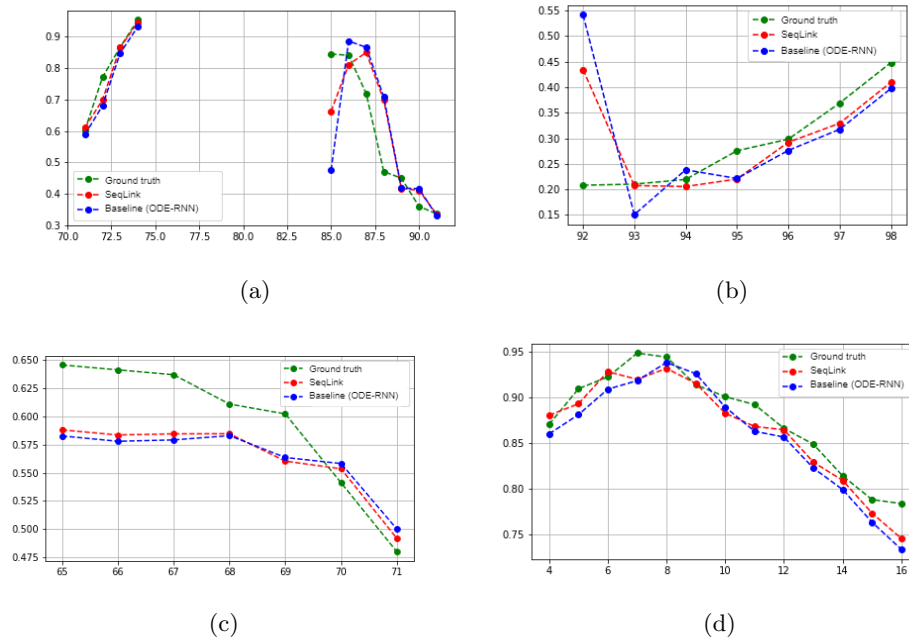 0.9
0.8
0.7
0.6
0.5
0.4
0.3
Ground truth
SeqLink
Baseline (ODE-RNN)
70.0 72.5 75.0 77.5 80.0 82.5 85.0 87.5 90.0
(a)
0.55
0.50
0.45
0.40
0.35
0.30
0.25
0.20
0.15
Ground truth
SeqLink
Baseline (ODE-RNN)
92 93 94 95 96 97 98
(b)
0.650
0.625
0.600
0.575
0.550
0.525
0.500
0.475
Ground truth
SeqLink
Baseline (ODE-RNN)
65 66 67 68 69 70 71
(c)
0.95
0.90
0.85
0.80
0.75
Ground truth
SeqLink
Baseline (ODE-RNN)
4 6 8 10 12 14 16
(d)